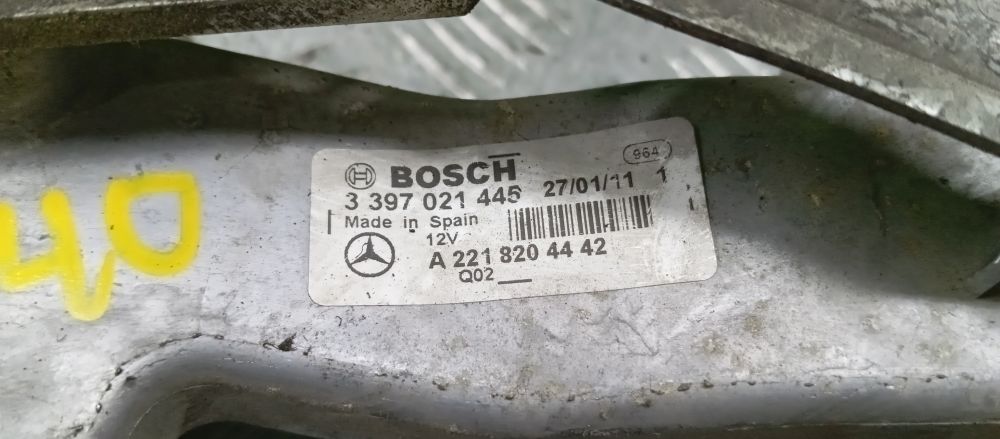 BOSCH 964
3 397 021 445 27/01/11 1
Made in Spain
12V
A 221 820 44 42
Q02